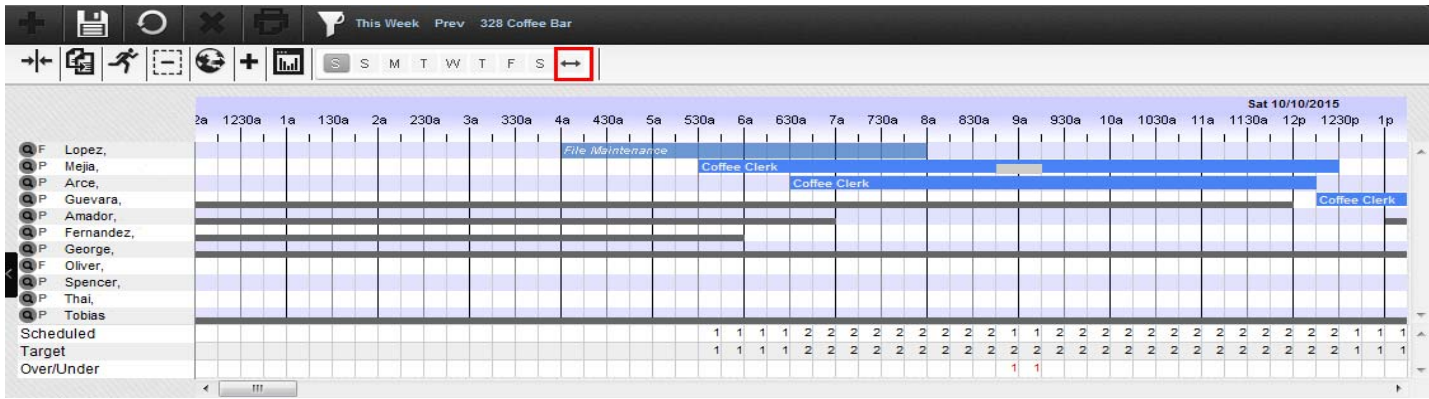 This Week Prev 328 Coffee Bar
S S M T W T F S
Sat 10/10/2015
2a 1230a 1a 130a 2a 230a 3a 330a 4a 430a 5a 530a 6a 630a 7a 730a 8a 830a 9a 930a 10a 1030a 11a 1130a 12p 1230p 1p
F Lopez, File Maintenance
P Mejia, Coffee Clerk
P Arce, Coffee Clerk
P Guevara, Coffee Clerk
P Amador,
P Fernandez,
P George,
F Oliver,
P Spencer,
P Thai,
P Tobias
Scheduled 1 1 1 1 2 2 2 2 2 2 2 2 2 1 1 2 2 2 2 2 2 2 2 2 2 2 2 2 1 1 1
Target 1 1 1 1 2 2 2 2 2 2 2 2 2 2 2 2 2 2 2 2 2 2 2 2 2 2 2 2 1 1 1
Over/Under 1 1